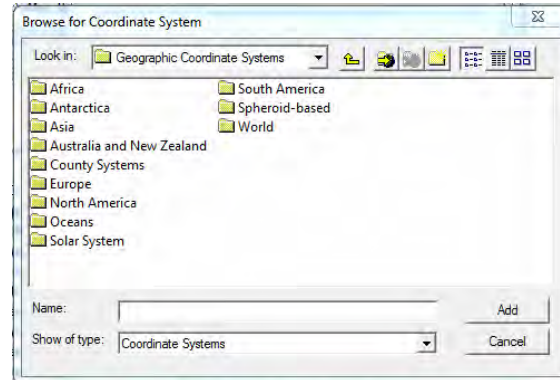 Browse for Coordinate System
Look in: Geographic Coordinate Systems
Africa
Antarctica
Asia
Australia and New Zealand
County Systems
Europe
North America
Oceans
Solar System
South America
Spheroid-based
World
Name:
Add
Show of type: Coordinate Systems
Cancel